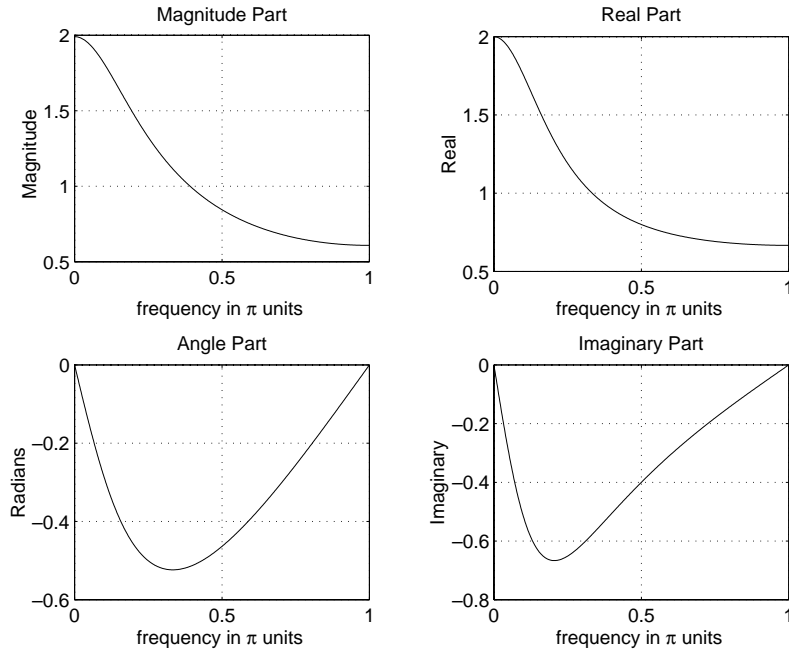 Magnitude Part
2
1.5
1
0.5
0
0.5
1
Magnitude
frequency in π units
Real Part
2
1.5
1
0.5
0
0.5
1
Real
frequency in π units
Angle Part
0
−0.2
−0.4
−0.6
0
0.5
1
Radians
frequency in π units
Imaginary Part
0
−0.2
−0.4
−0.6
−0.8
0
0.5
1
Imaginary
frequency in π units